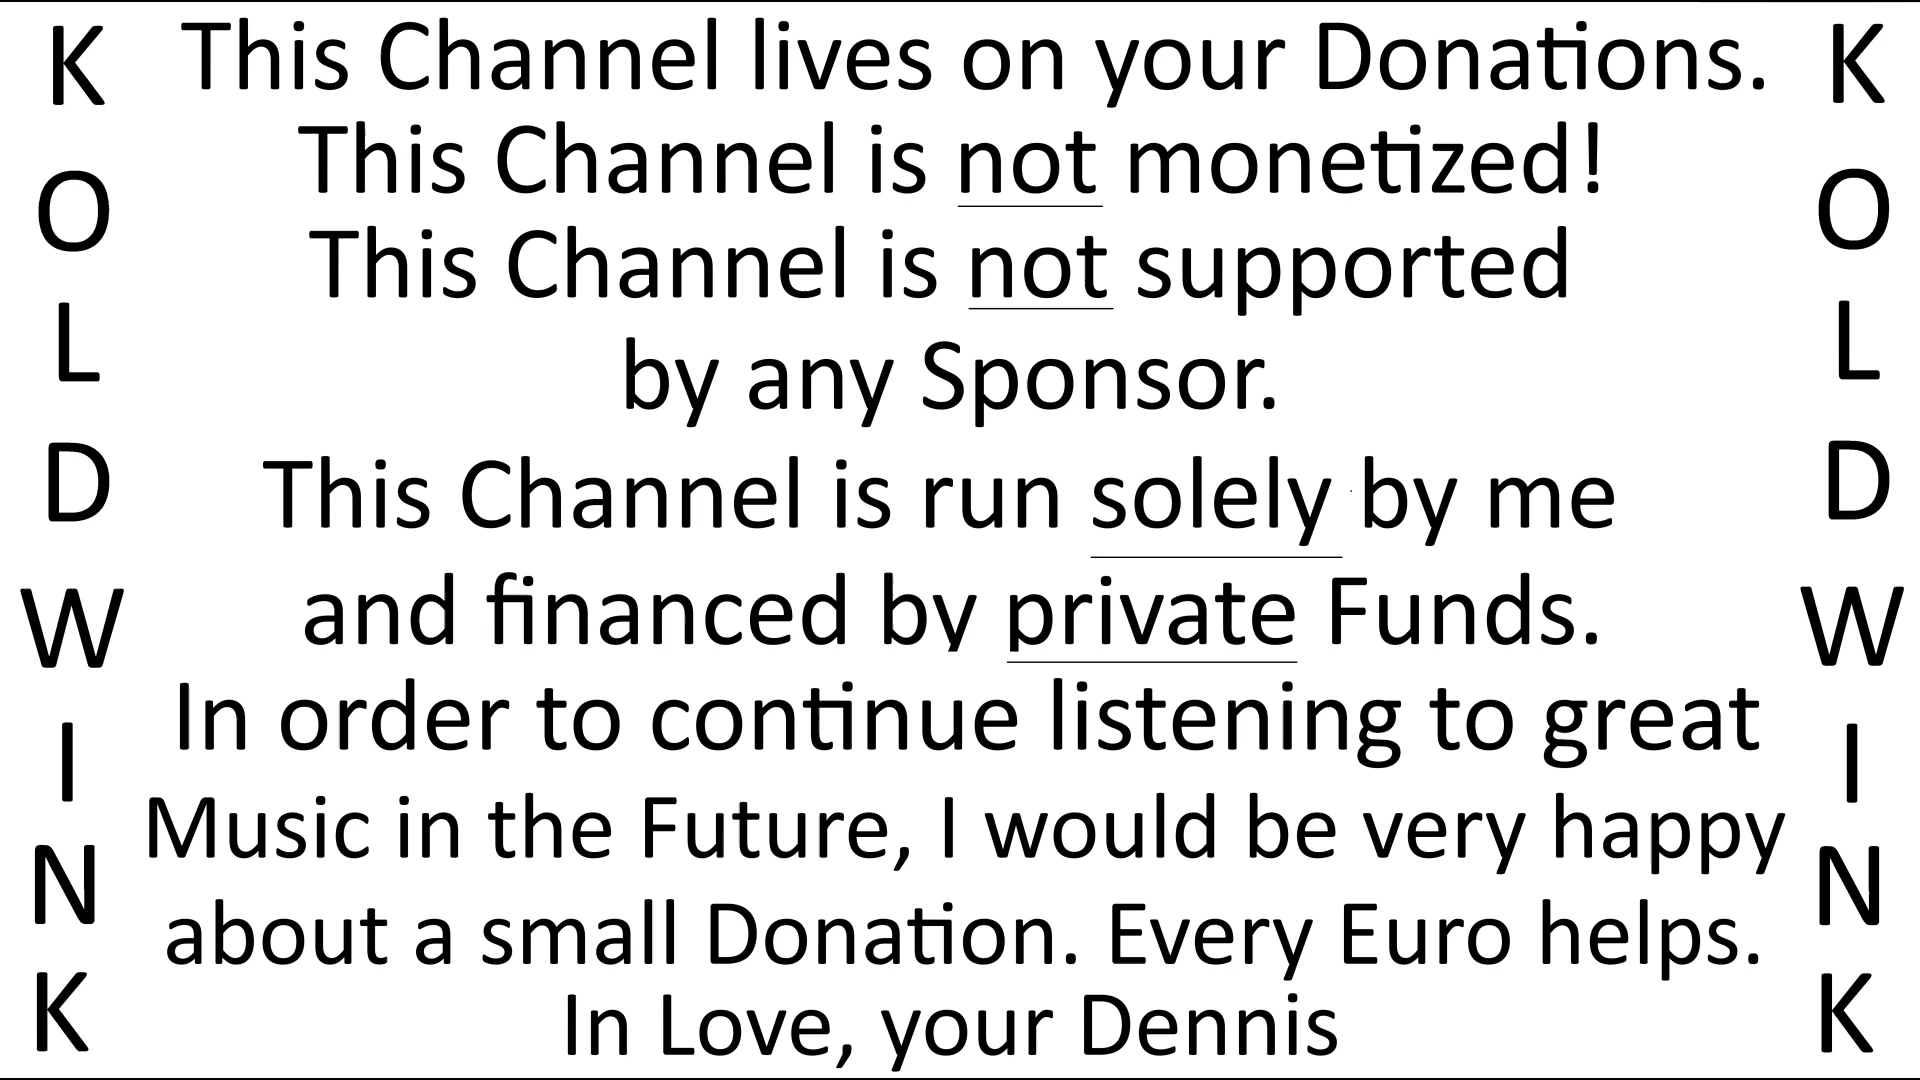 This Channel lives on your Donations.
This Channel is not monetized!
This Channel is not supported
by any Sponsor.
This Channel is run solely by me
and financed by private Funds.
In order to continue listening to great
Music in the Future, I would be very happy
about a small Donation. Every Euro helps.
In Love, your Dennis
KOLDWINK
KOLDWINK